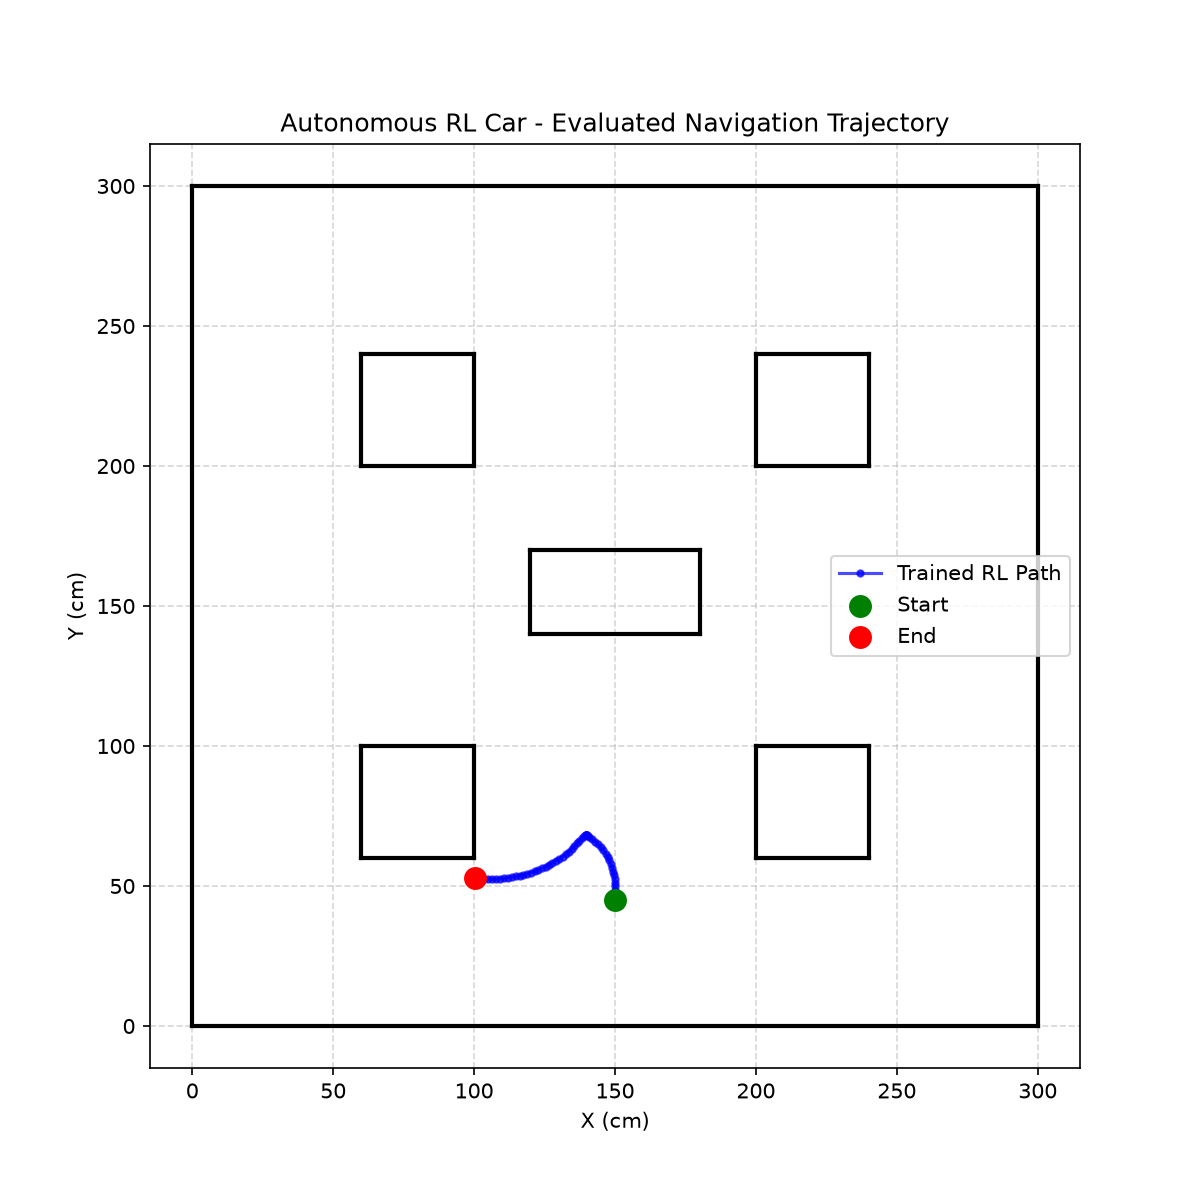 Autonomous RL Car - Evaluated Navigation Trajectory
300
250
200
150
100
50
0
Y (cm)
Trained RL Path
Start
End
0 50 100 150 200 250 300
X (cm)